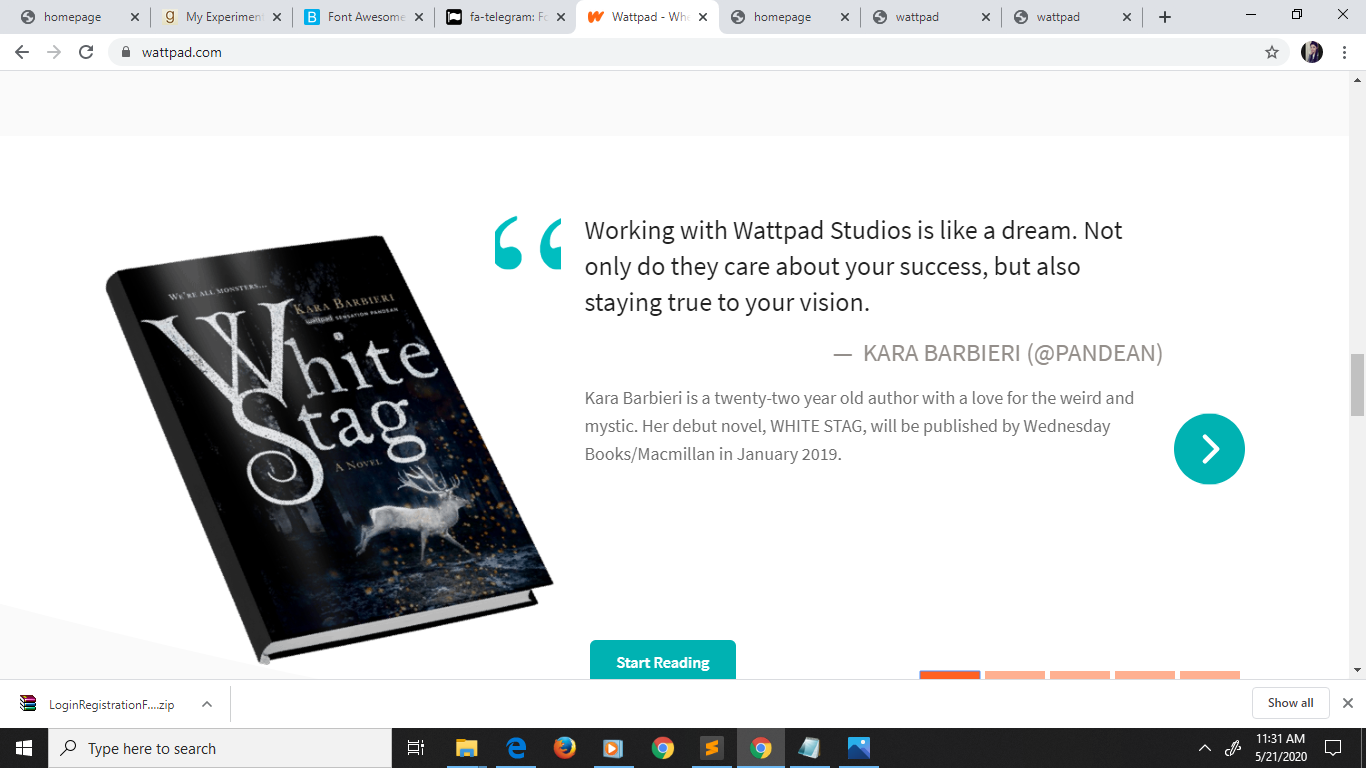 homepage
My Experiment
Font Awesome
fa-telegram: Fo
Wattpad - Whe
homepage
wattpad
wattpad
wattpad.com
WE'RE ALL MONSTERS...
KARA BARBIERI
WATTPAD SENSATION PANDEAN
White
Stag
A NOVEL
“
Working with Wattpad Studios is like a dream. Not
only do they care about your success, but also
staying true to your vision.
— KARA BARBIERI (@PANDEAN)
Kara Barbieri is a twenty-two year old author with a love for the weird and
mystic. Her debut novel, WHITE STAG, will be published by Wednesday
Books/Macmillan in January 2019.
Start Reading
LoginRegistrationF....zip
Show all
Type here to search
11:31 AM
5/21/2020